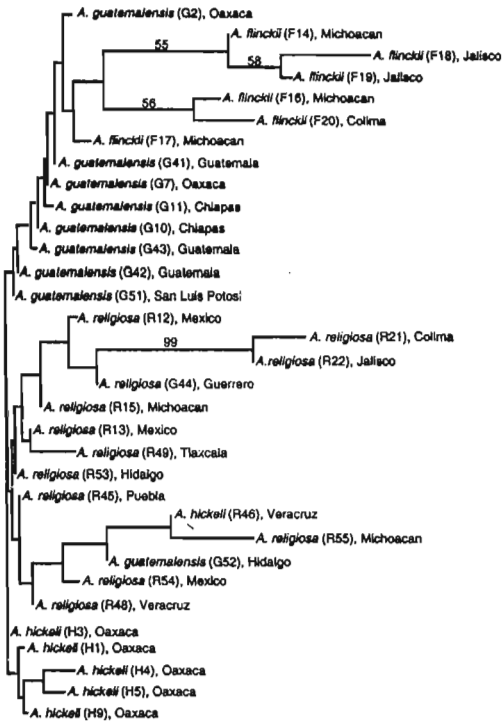 A. guatemalensis (G2), Oaxaca
55
A. flinckii (F14), Michoacan
A. flinckii (F18), Jalisco
58
A. flinckii (F19), Jalisco
A. flinckii (F16), Michoacan
56
A. flinckii (F20), Colima
A. flinckii (F17), Michoacan
A. guatemalensis (G41), Guatemala
A. guatemalensis (G7), Oaxaca
A. guatemalensis (G11), Chiapas
A. guatemalensis (G10), Chiapas
A. guatemalensis (G43), Guatemala
A. guatemalensis (G42), Guatemala
A. guatemalensis (G51), San Luis Potosi
A. religiosa (R12), Mexico
A. religiosa (R21), Colima
99
A.religiosa (R22), Jalisco
A. religiosa (G44), Guerrero
A. religiosa (R15), Michoacan
A. religiosa (R13), Mexico
A. religiosa (R49), Tlaxcala
A. religiosa (R53), Hidalgo
A. religiosa (R45), Puebla
A. hickeli (R46), Veracruz
A. religiosa (R55), Michoacan
A. guatemalensis (G52), Hidalgo
A. religiosa (R54), Mexico
A. religiosa (R48), Veracruz
A. hickeli (H3), Oaxaca
A. hickeli (H1), Oaxaca
A. hickeli (H4), Oaxaca
A. hickeli (H5), Oaxaca
A. hickeli (H9), Oaxaca